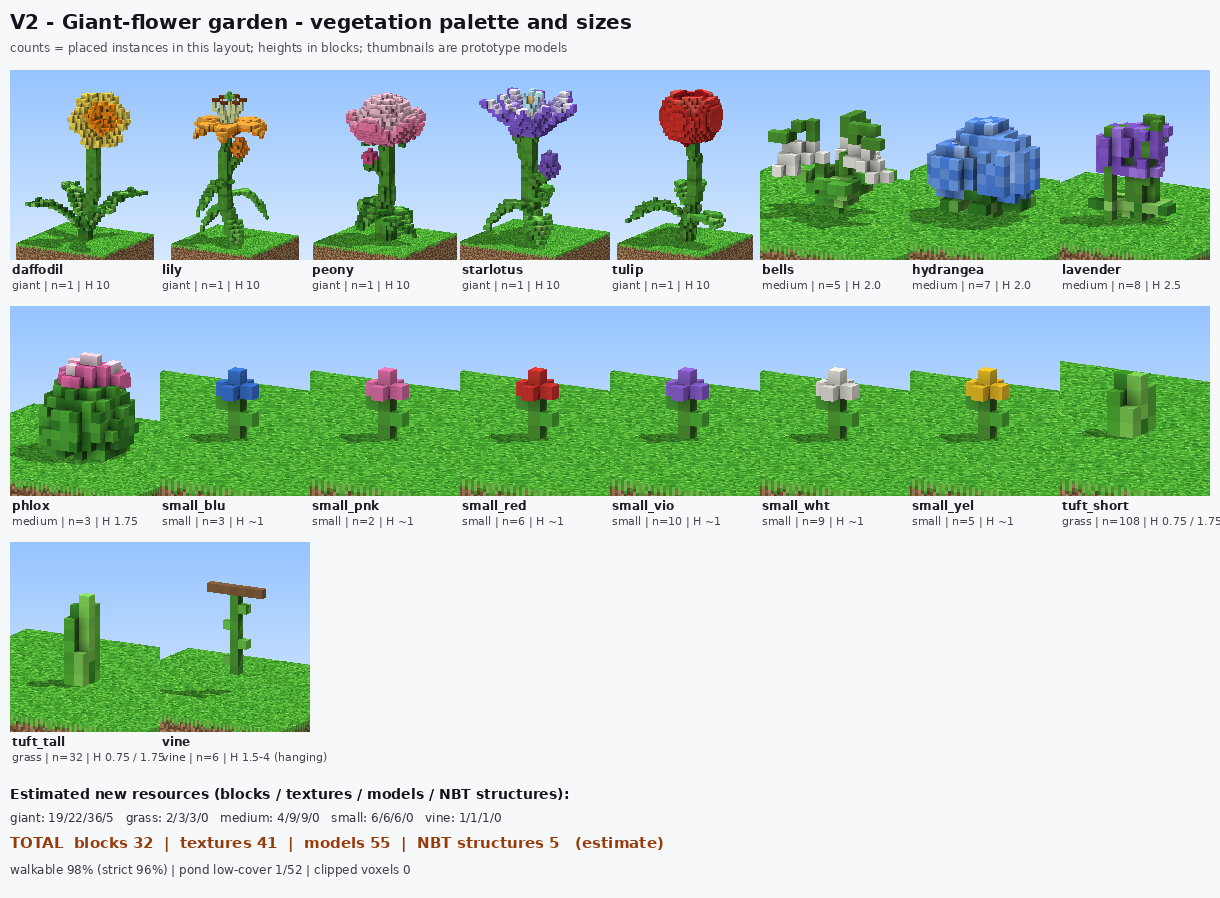 V2 - Giant-flower garden - vegetation palette and sizes
counts = placed instances in this layout; heights in blocks; thumbnails are prototype models
daffodil lily peony starlotus tulip bells hydrangea lavender
giant | n=1 | H 10 giant | n=1 | H 10 giant | n=1 | H 10 giant | n=1 | H 10 giant | n=1 | H 10 medium | n=5 | H 2.0 medium | n=7 | H 2.0 medium | n=8 | H 2.5
phlox small_blu small_pnk small_red small_vio small_wht small_yel tuft_short
medium | n=3 | H 1.75 small | n=3 | H ~1 small | n=2 | H ~1 small | n=6 | H ~1 small | n=10 | H ~1 small | n=9 | H ~1 small | n=5 | H ~1 grass | n=108 | H 0.75 / 1.75
tuft_tall vine
grass | n=32 | H 0.75 / 1.75 vine | n=6 | H 1.5-4 (hanging)
Estimated new resources (blocks / textures / models / NBT structures):
giant: 19/22/36/5 grass: 2/3/3/0 medium: 4/9/9/0 small: 6/6/6/0 vine: 1/1/1/0
TOTAL blocks 32 | textures 41 | models 55 | NBT structures 5 (estimate)
walkable 98% (strict 96%) | pond low-cover 1/52 | clipped voxels 0